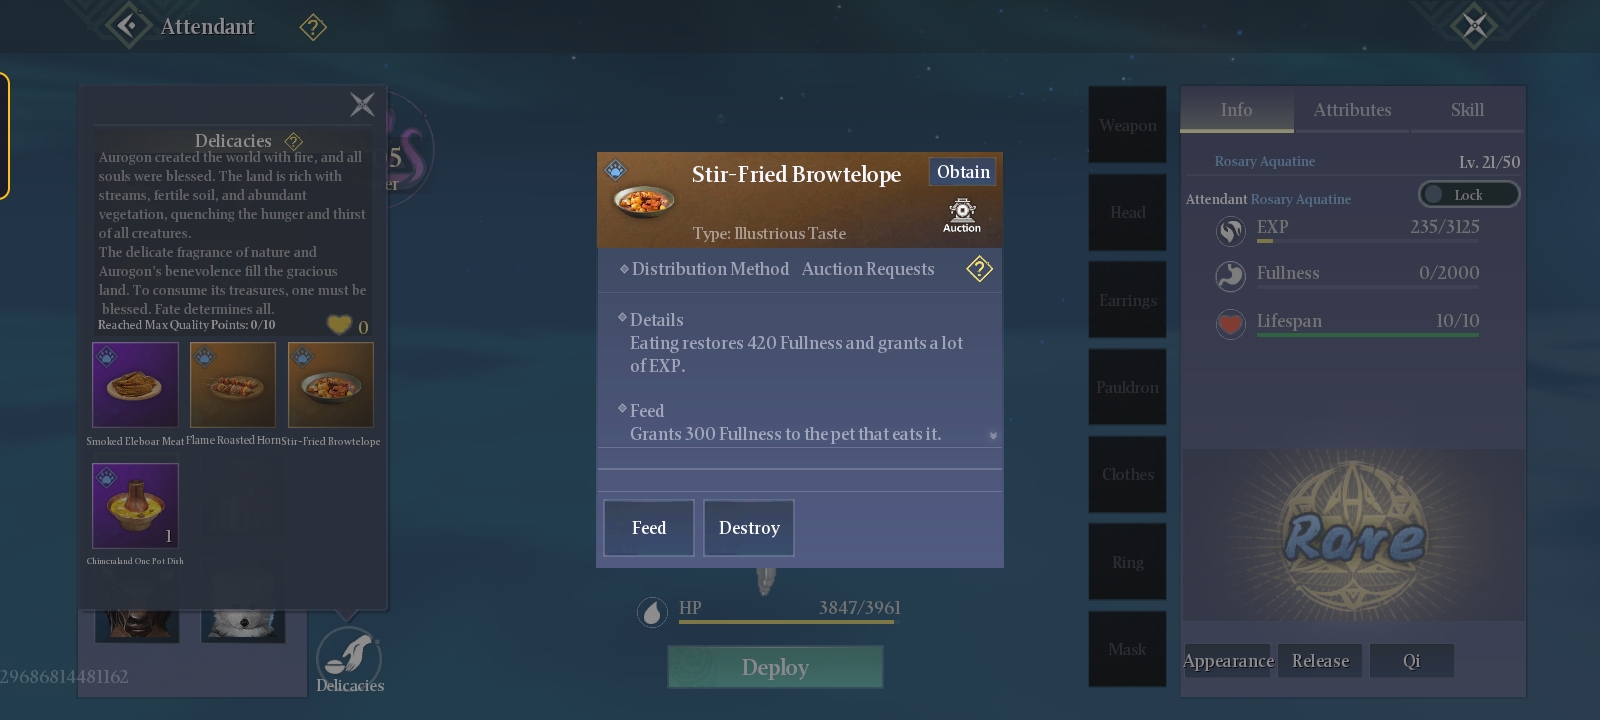 Attendant
?
Delicacies ?
Aurogon created the world with fire, and all
souls were blessed. The land is rich with
streams, fertile soil, and abundant
vegetation, quenching the hunger and thirst
of all creatures.
The delicate fragrance of nature and
Aurogon's benevolence fill the gracious
land. To consume its treasures, one must be
blessed. Fate determines all.
Reached Max Quality Points: 0/10
0
Smoked Eleboar Meat
Flame Roasted Horn
Stir-Fried Browtelope
1
Chimeraland One Pot Dish
29686814481162
Delicacies
Stir-Fried Browtelope
Obtain
Type: Illustrious Taste
Auction
Distribution Method Auction Requests
?
Details
Eating restores 420 Fullness and grants a lot
of EXP.
Feed
Grants 300 Fullness to the pet that eats it.
Feed
Destroy
HP 3847/3961
Deploy
Weapon
Head
Earrings
Pauldron
Clothes
Ring
Mask
Info
Attributes
Skill
Rosary Aquatine
Lv. 21/50
Attendant Rosary Aquatine
Lock
EXP 235/3125
Fullness 0/2000
Lifespan 10/10
Rare
Appearance
Release
Qi